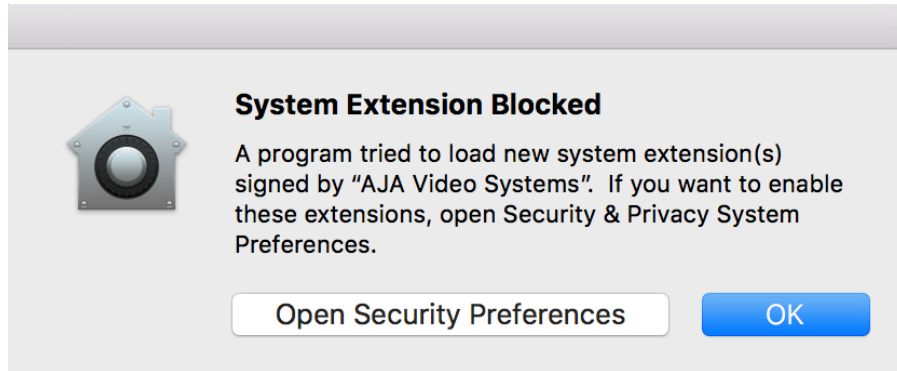 System Extension Blocked
A program tried to load new system extension(s)
signed by “AJA Video Systems”.  If you want to enable
these extensions, open Security & Privacy System
Preferences.
Open Security Preferences
OK